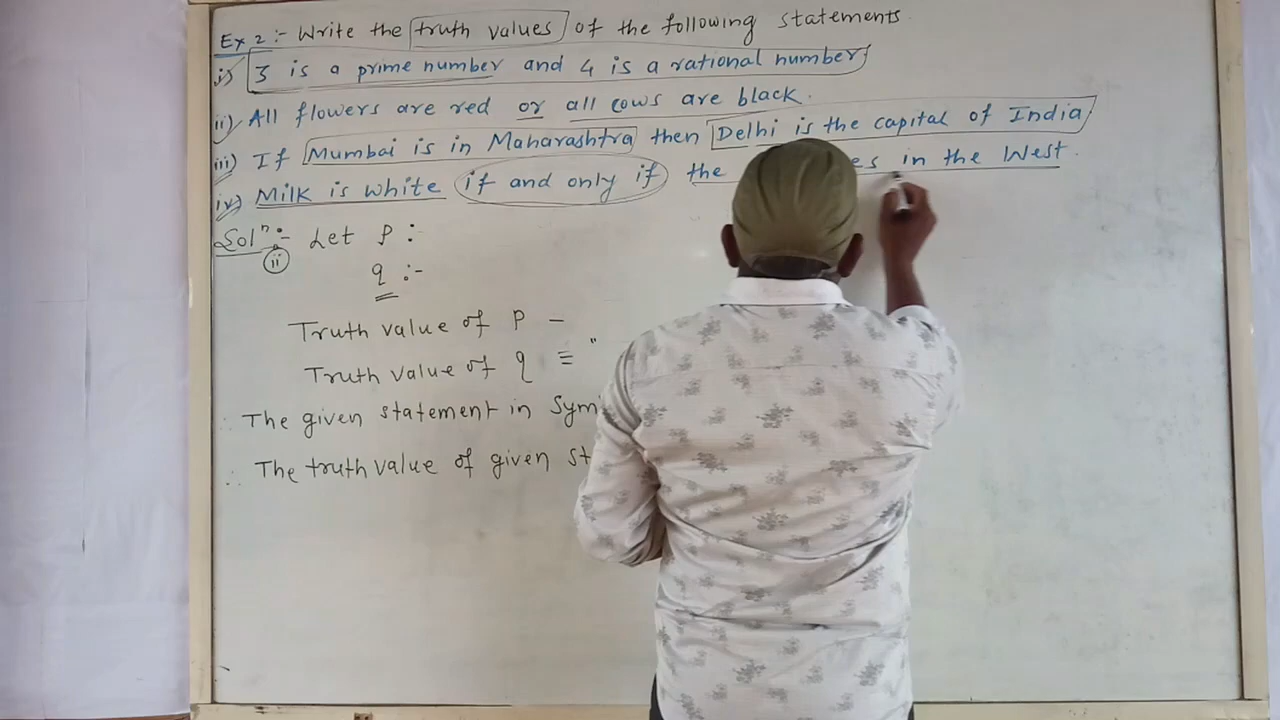 Ex 2 :- Write the truth values of the following statements.
i) 3 is a prime number and 4 is a rational number
ii) All flowers are red or all cows are black.
iii) If Mumbai is in Maharashtra then Delhi is the capital of India
iv) Milk is white if and only if the es in the West.
Solⁿ :- Let p :
ii
q :-
Truth value of P -
Truth value of q ≡ "
∴ The given statement in Sym
∴ The truth value of given st